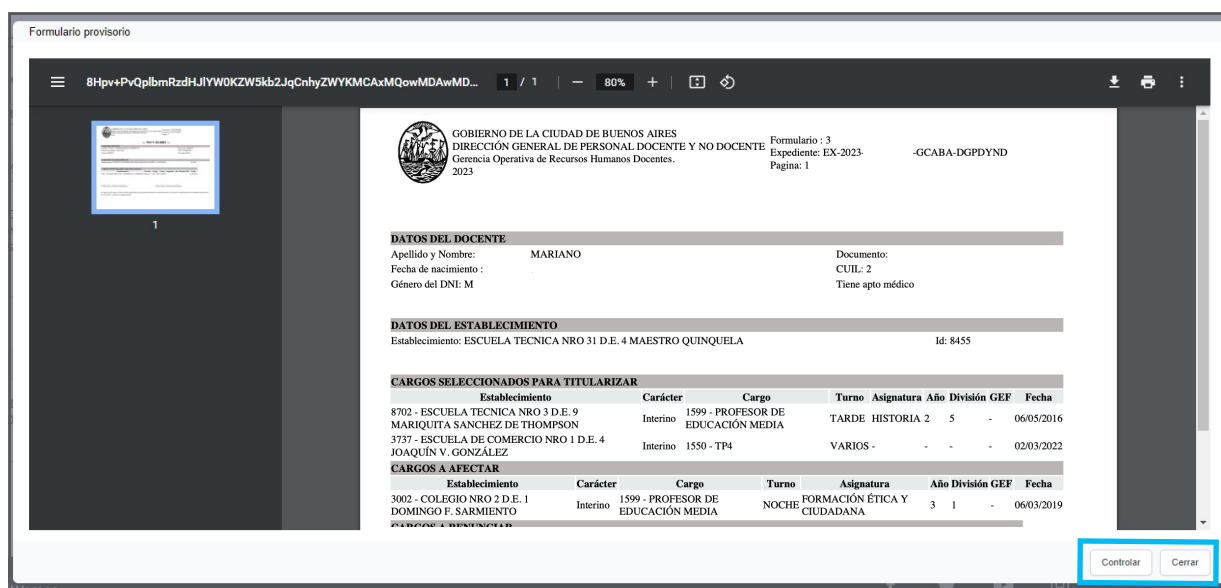 Formulario provisorio
8Hpv+PvQplbmRzdHJlYW0KZW5kb2JqCnhyZWYKMCAxMQowMDAwMD... 1 / 1 80%
GOBIERNO DE LA CIUDAD DE BUENOS AIRES
DIRECCIÓN GENERAL DE PERSONAL DOCENTE Y NO DOCENTE
Gerencia Operativa de Recursos Humanos Docentes.
2023
Formulario : 3
Expediente: EX-2023- -GCABA-DGPDYND
Pagina: 1
1
DATOS DEL DOCENTE
Apellido y Nombre: MARIANO Documento:
Fecha de nacimiento : CUIL: 2
Género del DNI: M Tiene apto médico
DATOS DEL ESTABLECIMIENTO
Establecimiento: ESCUELA TECNICA NRO 31 D.E. 4 MAESTRO QUINQUELA Id: 8455
CARGOS SELECCIONADOS PARA TITULARIZAR
Establecimiento Carácter Cargo Turno Asignatura Año División GEF Fecha
8702 - ESCUELA TECNICA NRO 3 D.E. 9 MARIQUITA SANCHEZ DE THOMPSON Interino 1599 - PROFESOR DE EDUCACIÓN MEDIA TARDE HISTORIA 2 5 - 06/05/2016
3737 - ESCUELA DE COMERCIO NRO 1 D.E. 4 JOAQUÍN V. GONZÁLEZ Interino 1550 - TP4 VARIOS - - - - 02/03/2022
CARGOS A AFECTAR
Establecimiento Carácter Cargo Turno Asignatura Año División GEF Fecha
3002 - COLEGIO NRO 2 D.E. 1 DOMINGO F. SARMIENTO Interino 1599 - PROFESOR DE EDUCACIÓN MEDIA NOCHE FORMACIÓN ÉTICA Y CIUDADANA 3 1 - 06/03/2019
CARGOS A RENUNCIAR
Controlar Cerrar